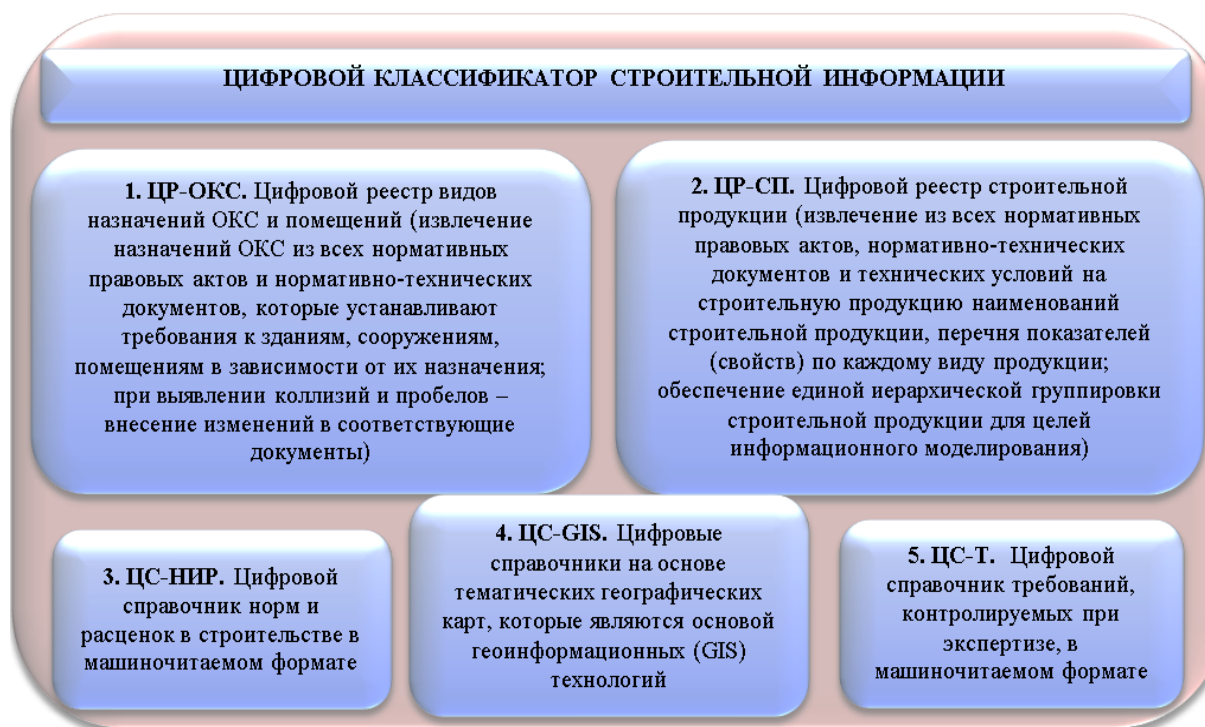 ЦИФРОВОЙ КЛАССИФИКАТОР СТРОИТЕЛЬНОЙ ИНФОРМАЦИИ
1. ЦР-ОКС. Цифровой реестр видов
назначений ОКС и помещений (извлечение
назначений ОКС из всех нормативных
правовых актов и нормативно-технических
документов, которые устанавливают
требования к зданиям, сооружениям,
помещениям в зависимости от их назначения;
при выявлении коллизий и пробелов –
внесение изменений в соответствующие
документы)
2. ЦР-СП. Цифровой реестр строительной
продукции (извлечение из всех нормативных
правовых актов, нормативно-технических
документов и технических условий на
строительную продукцию наименований
строительной продукции, перечня показателей
(свойств) по каждому виду продукции;
обеспечение единой иерархической группировки
строительной продукции для целей
информационного моделирования)
3. ЦС-НИР. Цифровой
справочник норм и
расценок в строительстве в
машиночитаемом формате
4. ЦС-GIS. Цифровые
справочники на основе
тематических географических
карт, которые являются основой
геоинформационных (GIS)
технологий
5. ЦС-Т. Цифровой
справочник требований,
контролируемых при
экспертизе, в
машиночитаемом формате